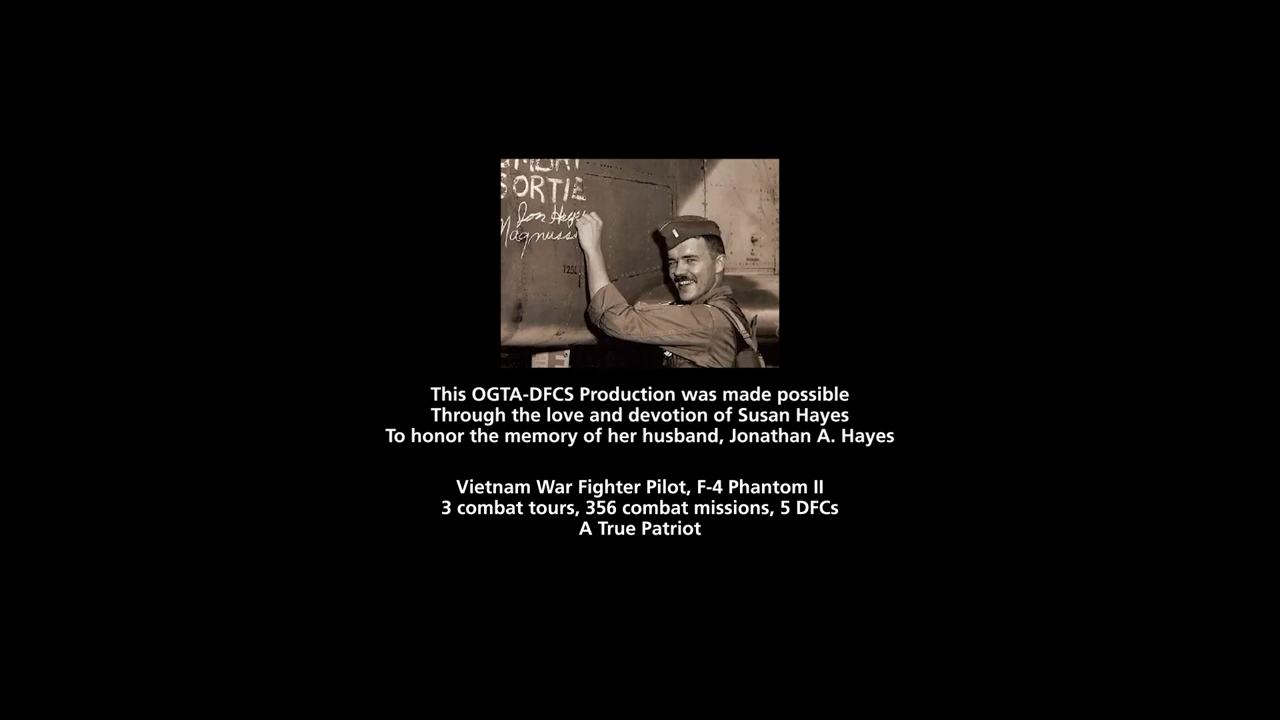 SORTIE
Jon Hayes
Magnuss
This OGTA-DFCS Production was made possible
Through the love and devotion of Susan Hayes
To honor the memory of her husband, Jonathan A. Hayes
Vietnam War Fighter Pilot, F-4 Phantom II
3 combat tours, 356 combat missions, 5 DFCs
A True Patriot